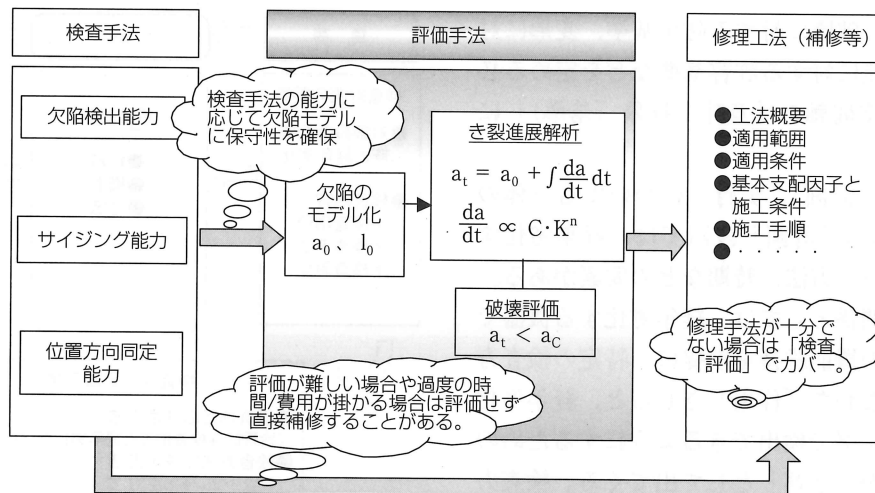 検査手法
評価手法
修理工法（補修等）
欠陥検出能力
サイジング能力
位置方向同定
能力
検査手法の能力に
応じて欠陥モデル
に保守性を確保
欠陥の
モデル化
a₀ 、 l₀
き裂進展解析
aₜ = a₀ + ∫ da/dt dt
da/dt ∝ C・Kⁿ
破壊評価
aₜ < a_C
評価が難しい場合や過度の時
間/費用が掛かる場合は評価せず
直接補修することがある。
●工法概要
●適用範囲
●適用条件
●基本支配因子と
施工条件
●施工手順
●・・・・・
修理手法が十分で
ない場合は「検査」
「評価」でカバー。